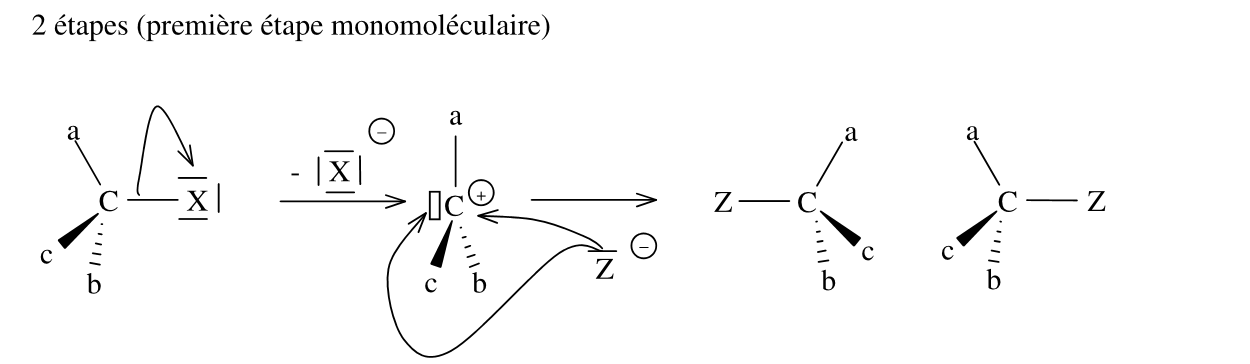 2 étapes (première étape monomoléculaire)
a a a a
- |X| ⊖
C X| C ⊕ Z C C Z
⊖
c b c b Z b c c b